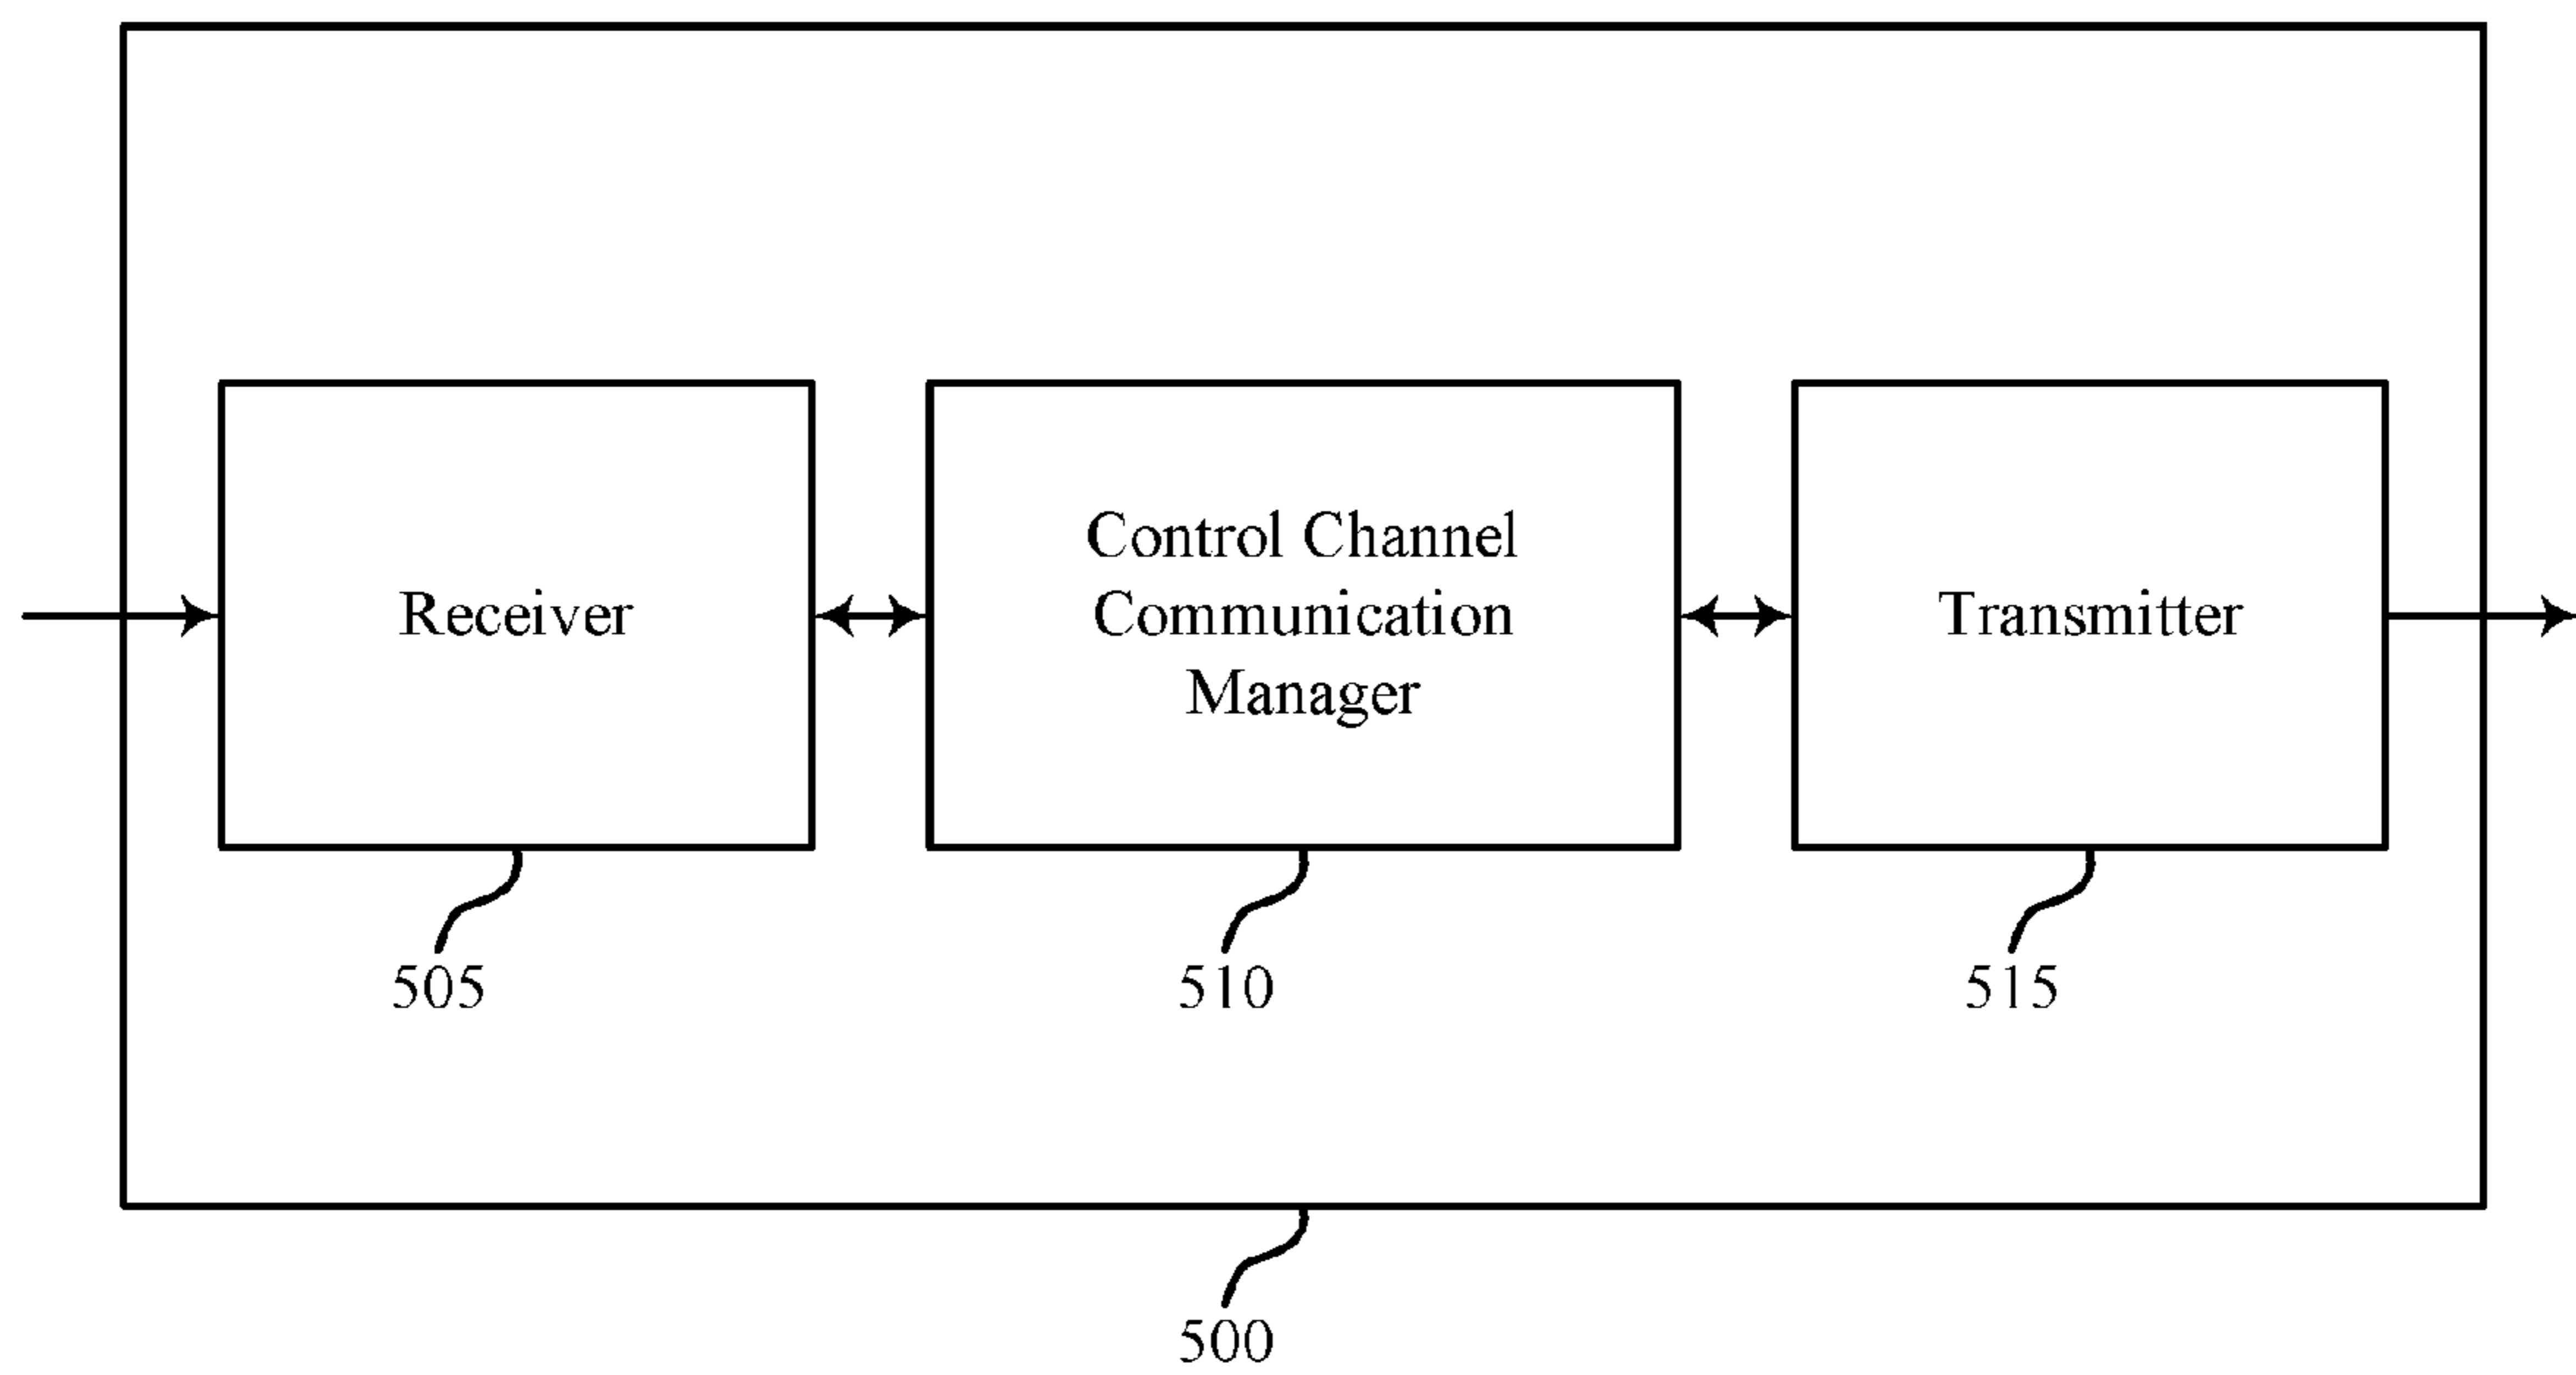 Receiver
Control Channel
Communication
Manager
Transmitter
505
510
515
500